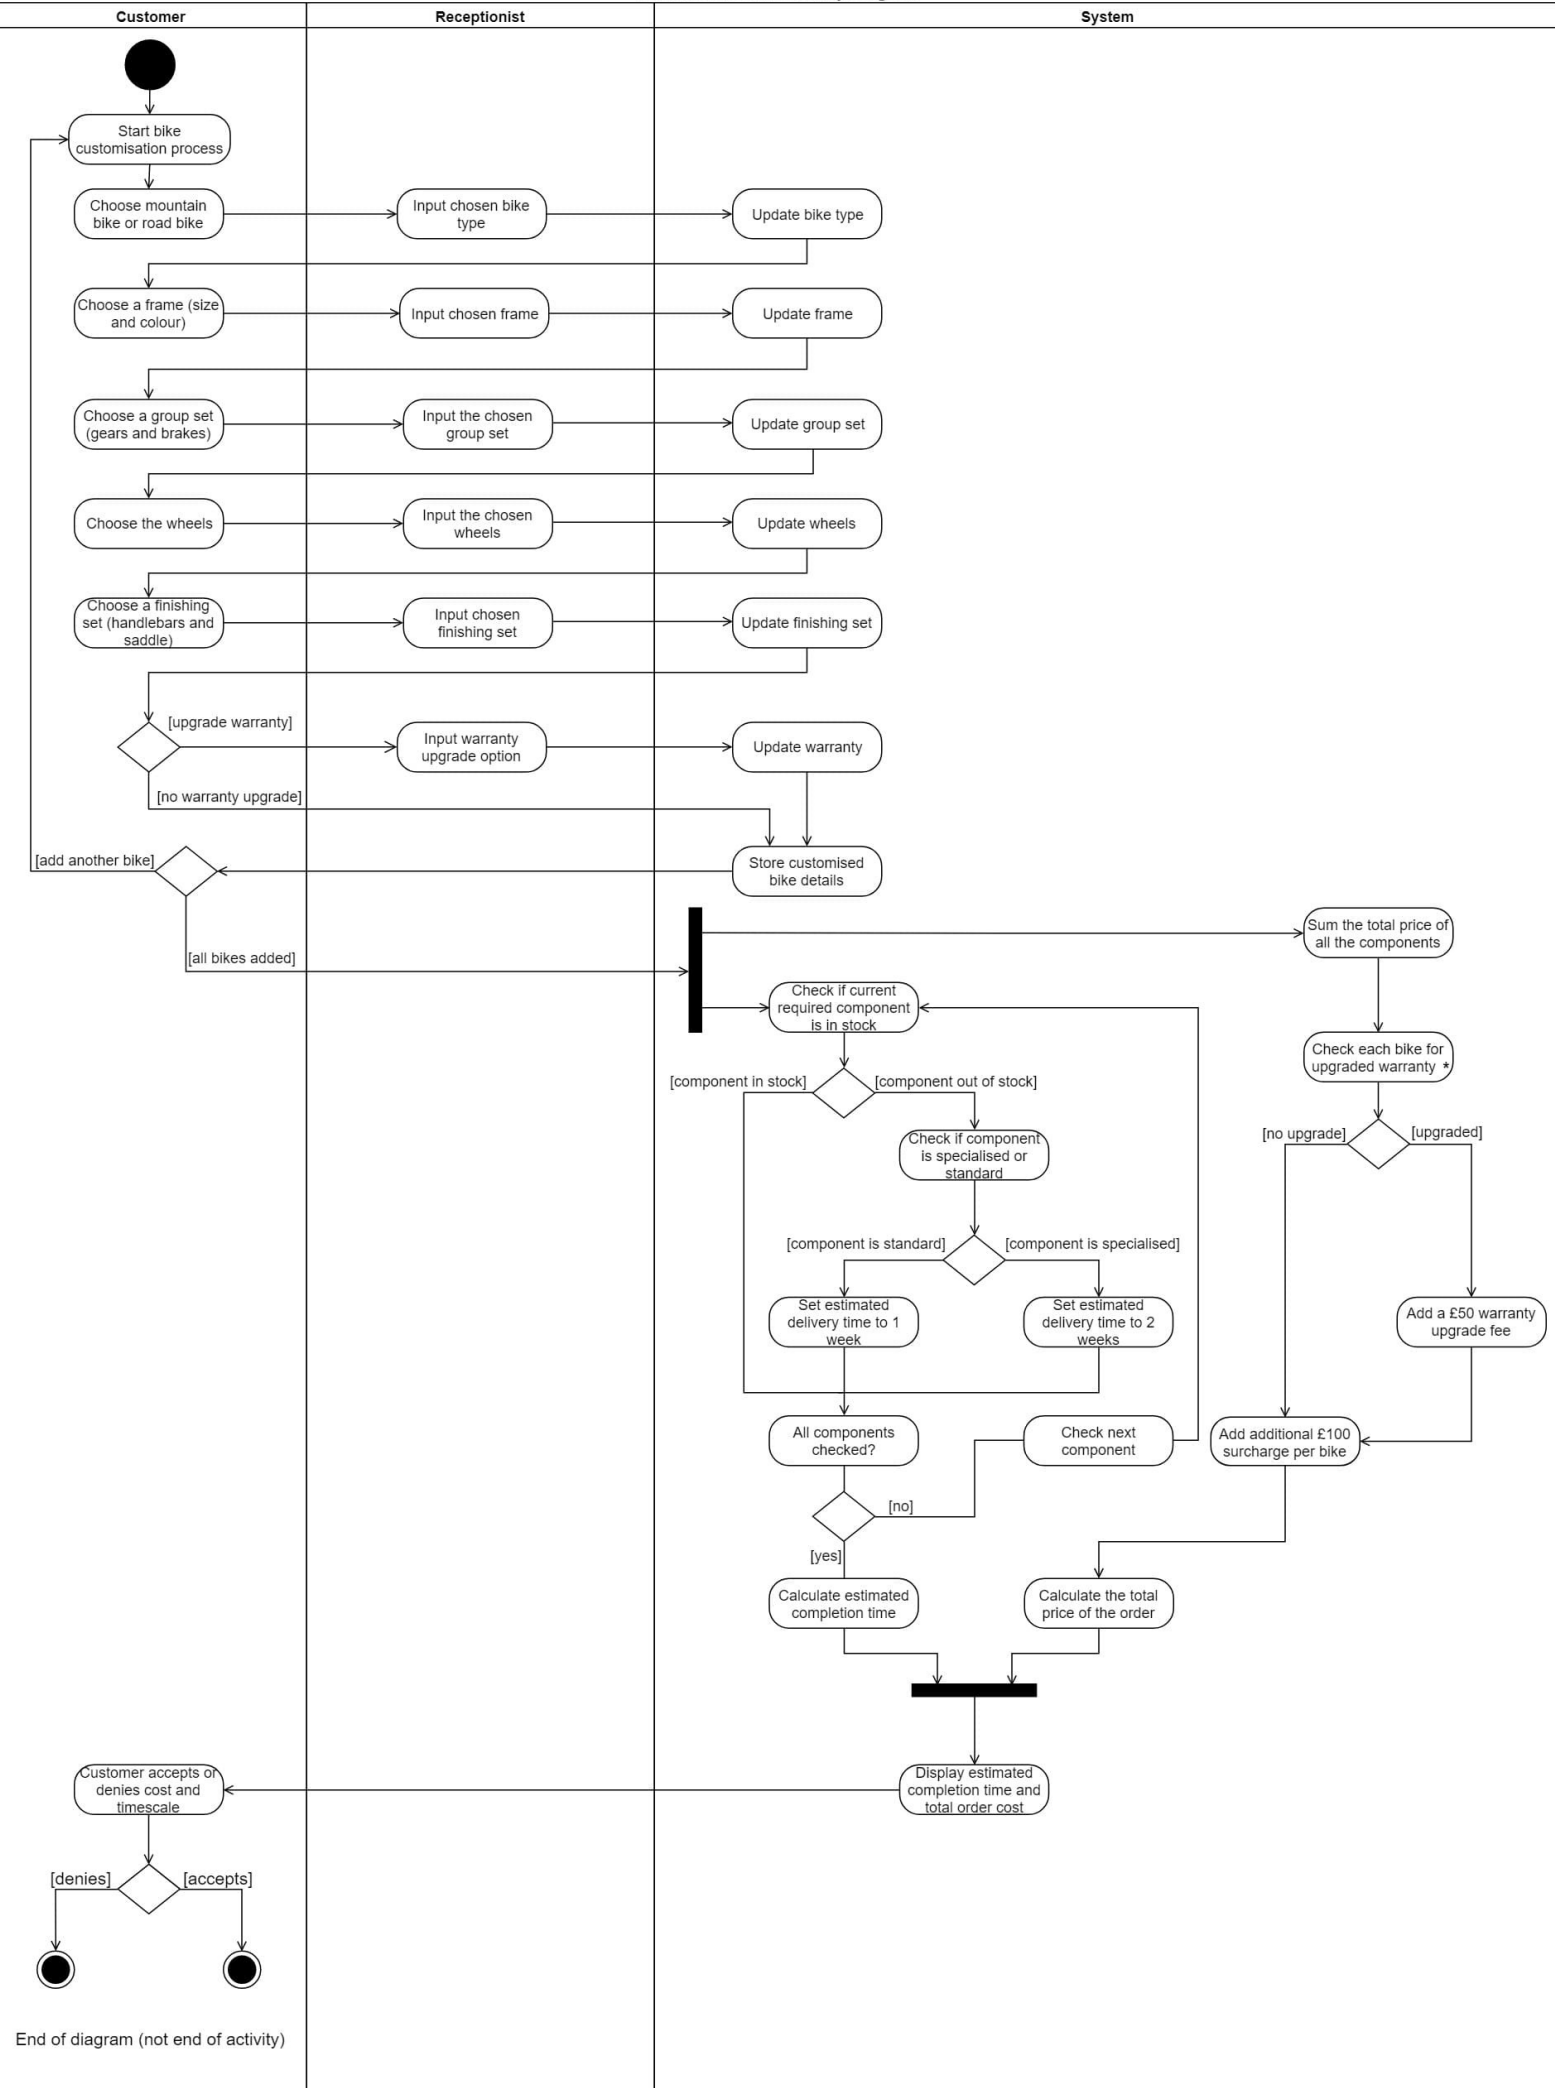 Customer
Receptionist
System
Start bike
customisation process
Choose mountain
bike or road bike
Input chosen bike
type
Update bike type
Choose a frame (size
and colour)
Input chosen frame
Update frame
Choose a group set
(gears and brakes)
Input the chosen
group set
Update group set
Choose the wheels
Input the chosen
wheels
Update wheels
Choose a finishing
set (handlebars and
saddle)
Input chosen
finishing set
Update finishing set
[upgrade warranty]
Input warranty
upgrade option
Update warranty
[no warranty upgrade]
[add another bike]
Store customised
bike details
[all bikes added]
Sum the total price of
all the components
Check if current
required component
is in stock
Check each bike for
upgraded warranty *
[component in stock]
[component out of stock]
[no upgrade]
[upgraded]
Check if component
is specialised or
standard
[component is standard]
[component is specialised]
Set estimated
delivery time to 1
week
Set estimated
delivery time to 2
weeks
Add a £50 warranty
upgrade fee
All components
checked?
Check next
component
Add additional £100
surcharge per bike
[no]
[yes]
Calculate estimated
completion time
Calculate the total
price of the order
Customer accepts or
denies cost and
timescale
Display estimated
completion time and
total order cost
[denies]
[accepts]
End of diagram (not end of activity)